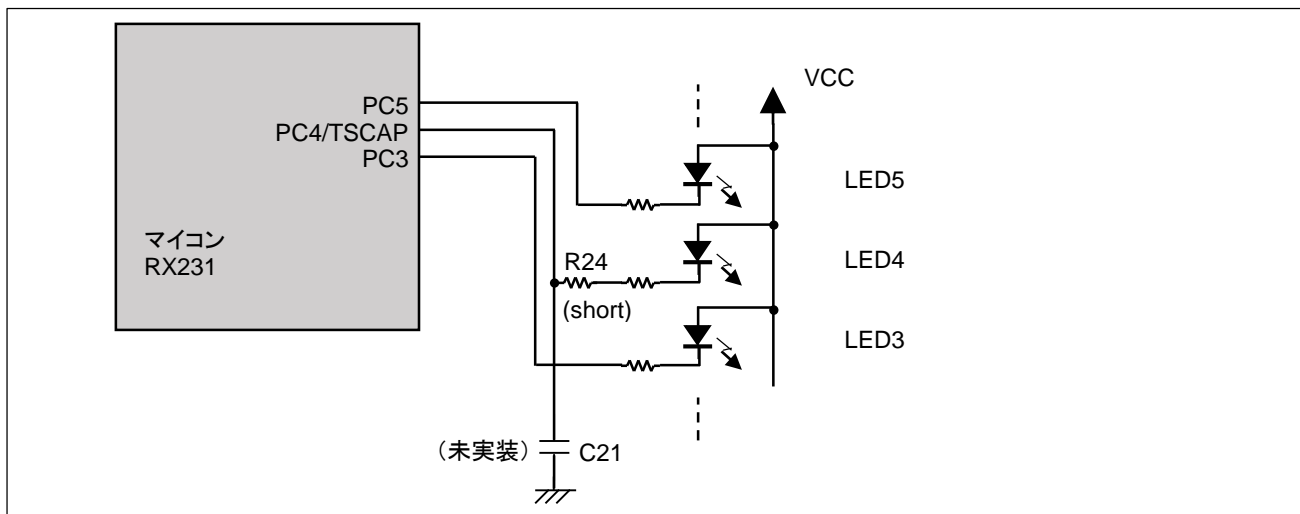 VCC
PC5
PC4/TSCAP
PC3
LED5
マイコン
RX231
R24
LED4
(short)
LED3
（未実装）
C21